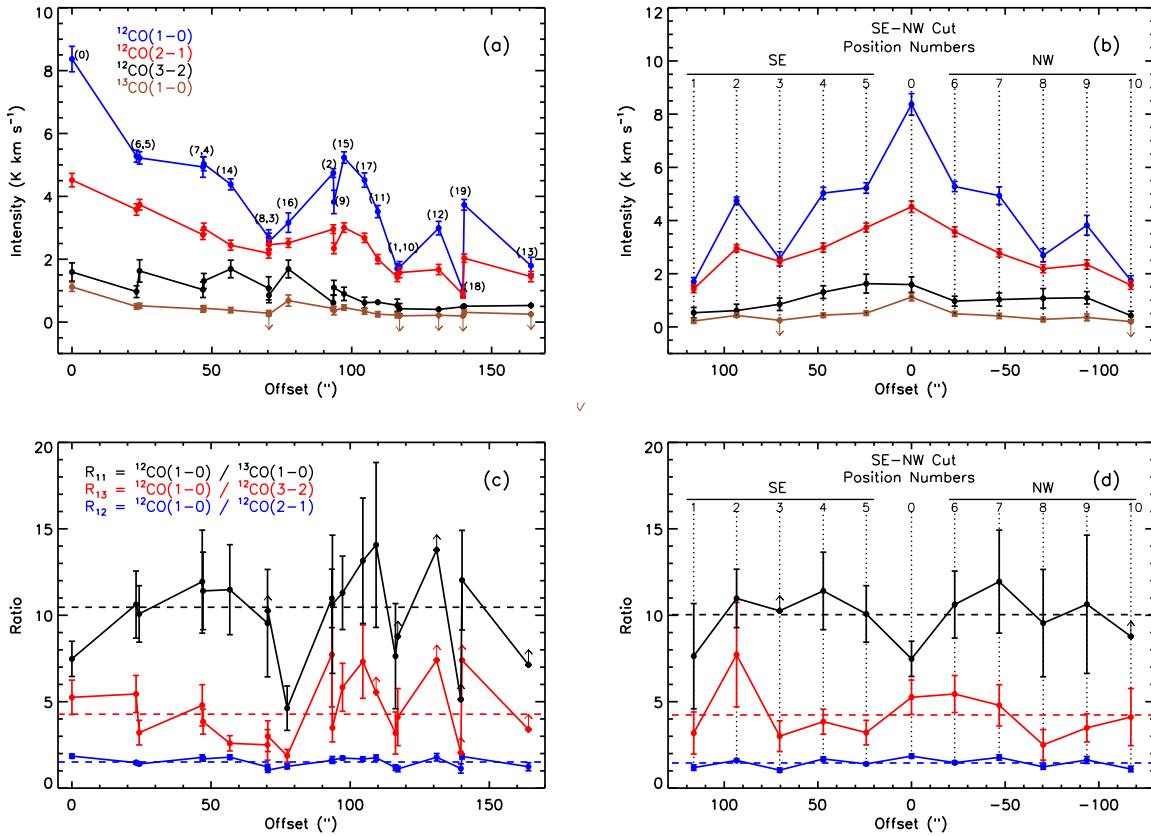 10
8
6
4
2
0
Intensity (K km s⁻¹)
¹²CO(1−0)
¹²CO(2−1)
¹²CO(3−2)
¹³CO(1−0)
(a)
(0)
(6,5)
(7,4)
(14)
(8,3)
(16)
(2)
(9)
(15)
(17)
(11)
(1,10)
(12)
(19)
(18)
(13)
0 50 100 150
Offset ('')
12
10
8
6
4
2
0
Intensity (K km s⁻¹)
SE−NW Cut
Position Numbers
(b)
SE NW
1 2 3 4 5 0 6 7 8 9 10
100 50 0 −50 −100
Offset ('')
20
15
10
5
0
Ratio
R₁₁ = ¹²CO(1−0) / ¹³CO(1−0)
R₁₃ = ¹²CO(1−0) / ¹²CO(3−2)
R₁₂ = ¹²CO(1−0) / ¹²CO(2−1)
(c)
0 50 100 150
Offset ('')
20
15
10
5
0
Ratio
SE−NW Cut
Position Numbers
(d)
SE NW
1 2 3 4 5 0 6 7 8 9 10
100 50 0 −50 −100
Offset ('')